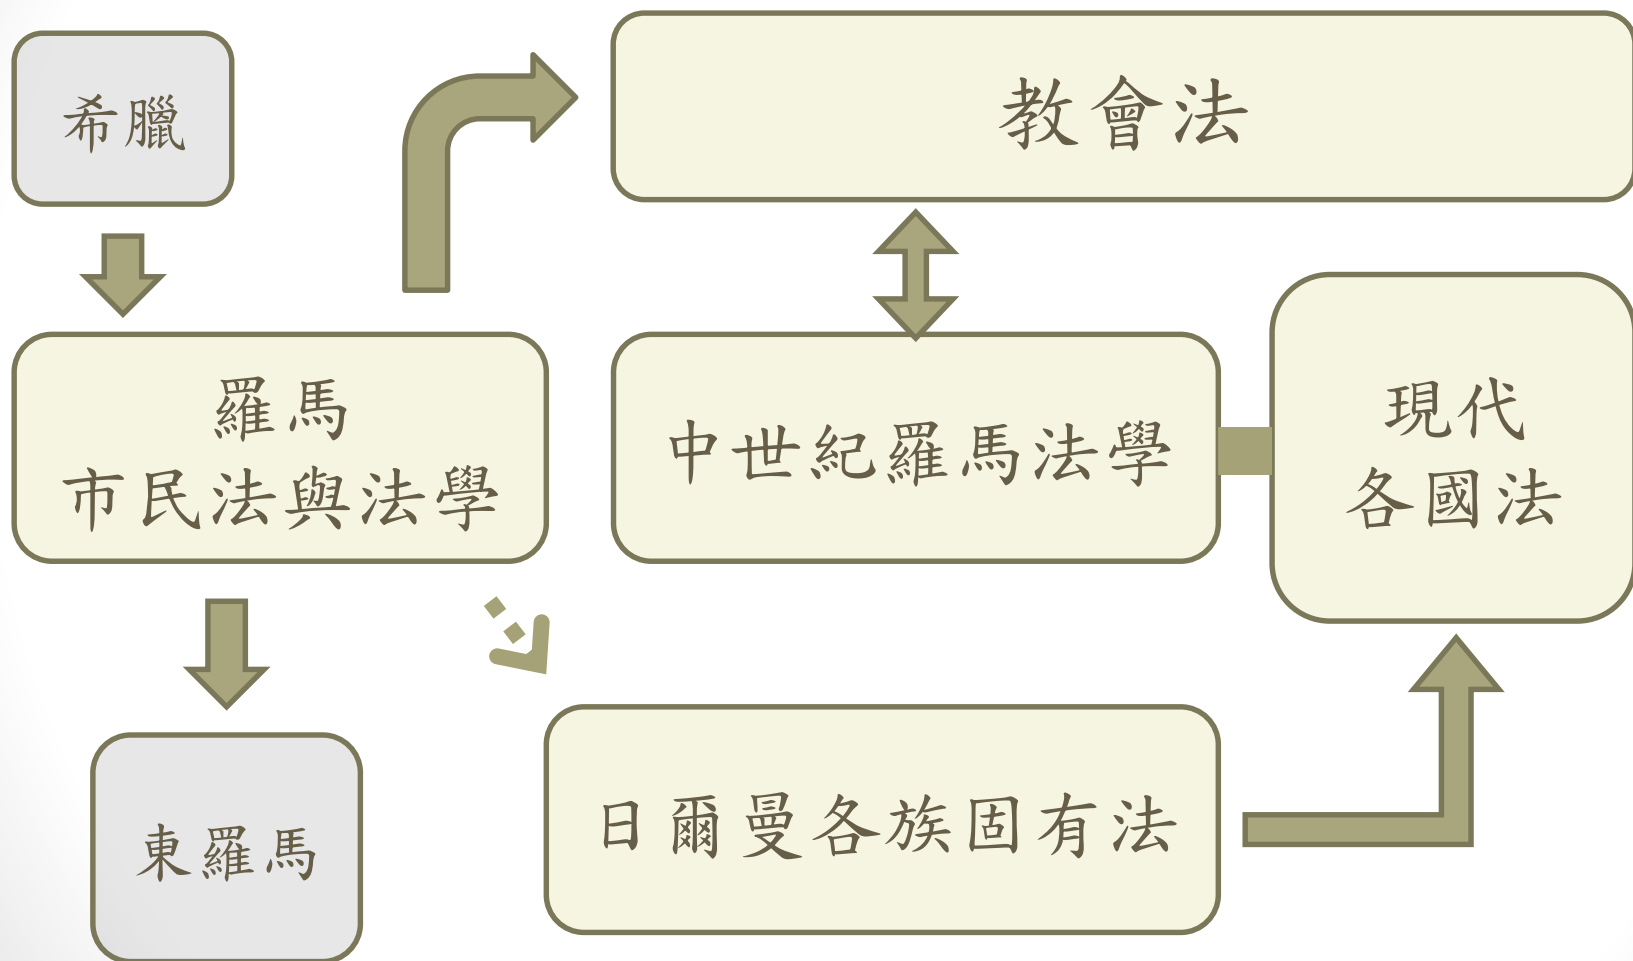 希臘
教會法
羅馬
市民法與法學
中世紀羅馬法學
現代
各國法
東羅馬
日爾曼各族固有法